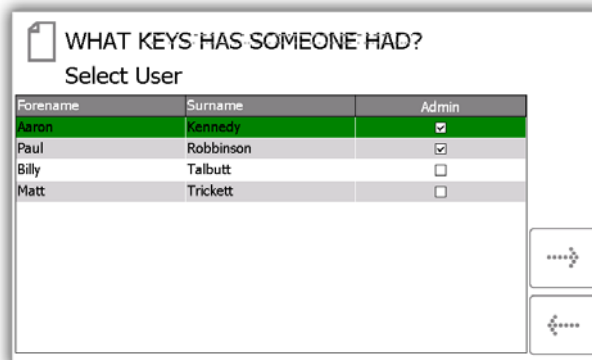 WHAT KEYS HAS SOMEONE HAD?
Select User
Forename Surname Admin
Aaron Kennedy
Paul Robbinson
Billy Talbutt
Matt Trickett